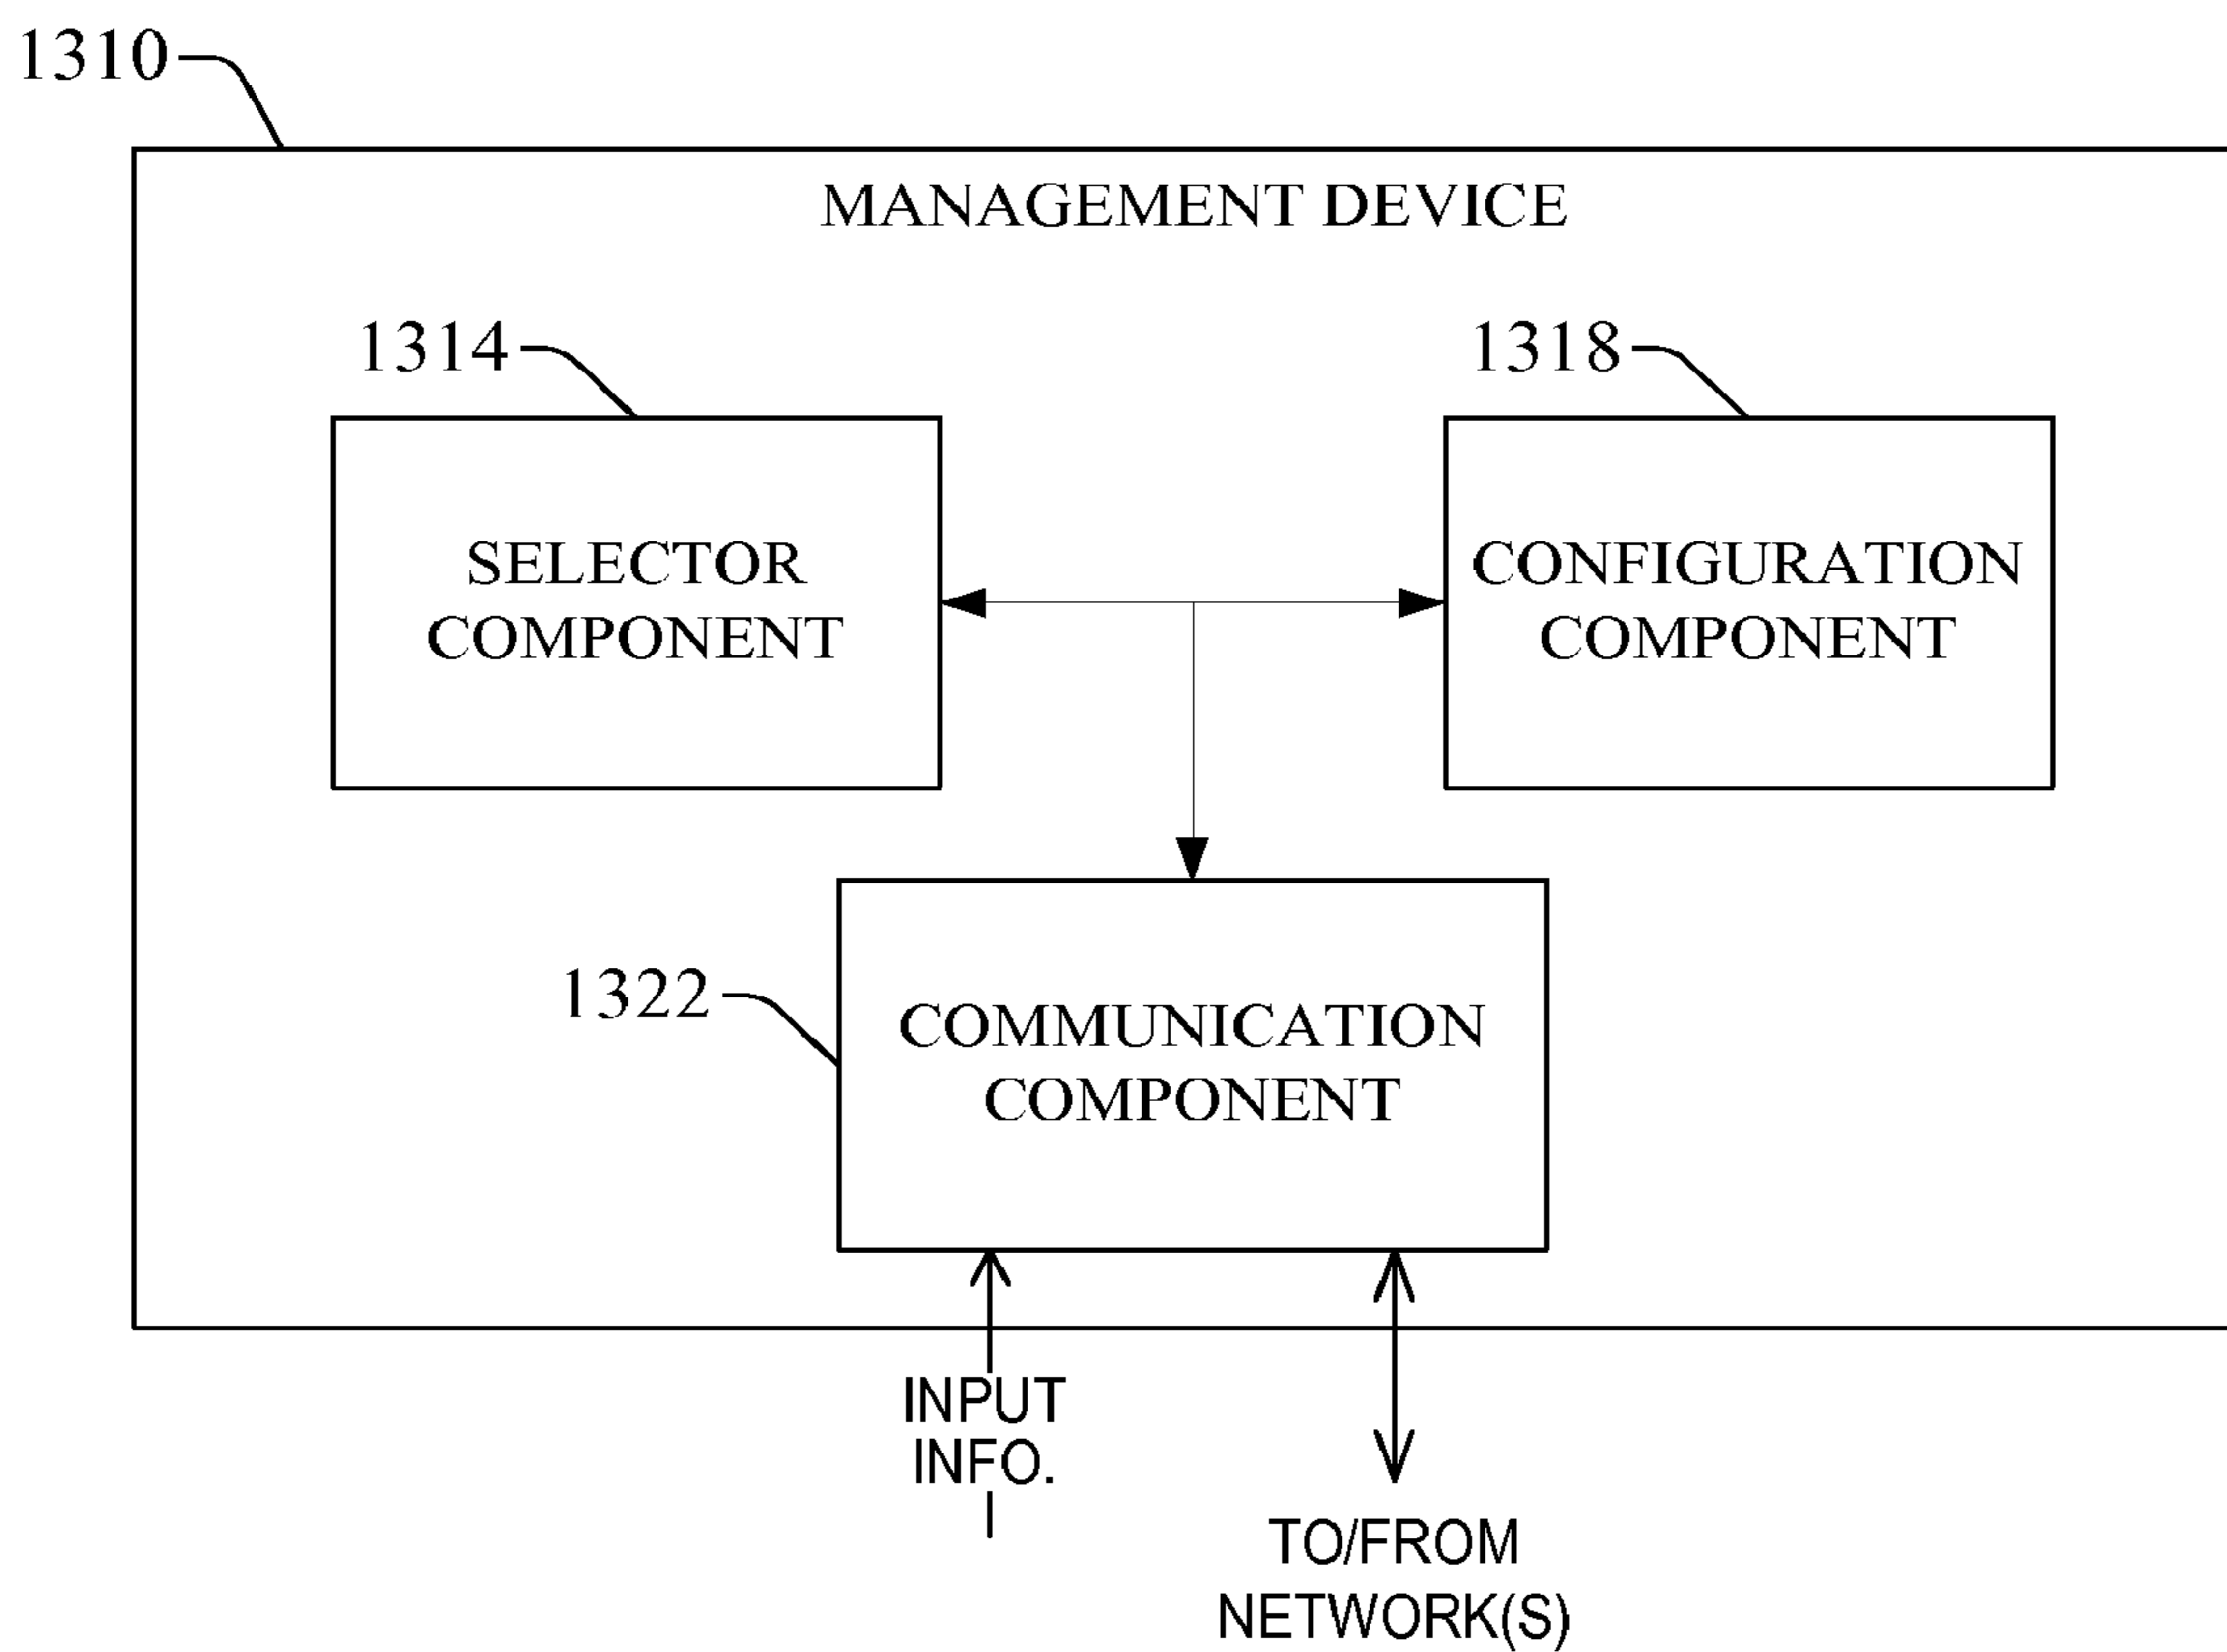 1310
MANAGEMENT DEVICE
1314
1318
SELECTOR
COMPONENT
CONFIGURATION
COMPONENT
1322
COMMUNICATION
COMPONENT
INPUT
INFO.
TO/FROM
NETWORK(S)